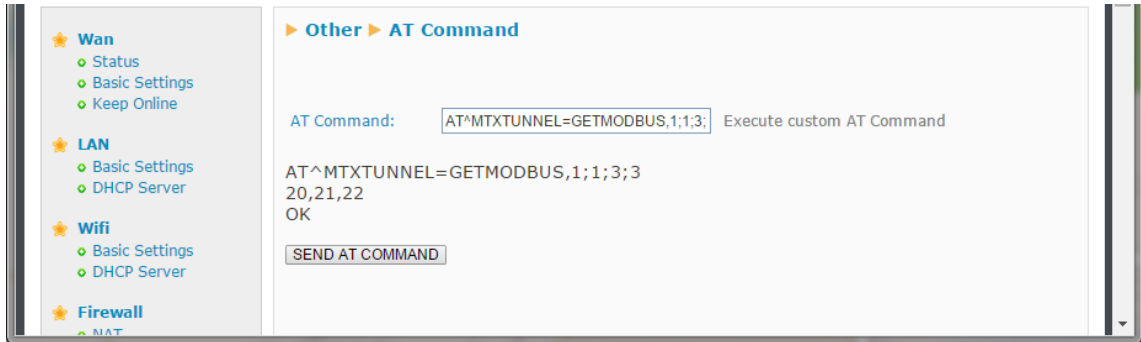 Wan
Status
Basic Settings
Keep Online
LAN
Basic Settings
DHCP Server
Wifi
Basic Settings
DHCP Server
Firewall
NAT
Other AT Command
AT Command: AT^MTXTUNNEL=GETMODBUS,1;1;3; Execute custom AT Command
AT^MTXTUNNEL=GETMODBUS,1;1;3;3
20,21,22
OK
SEND AT COMMAND